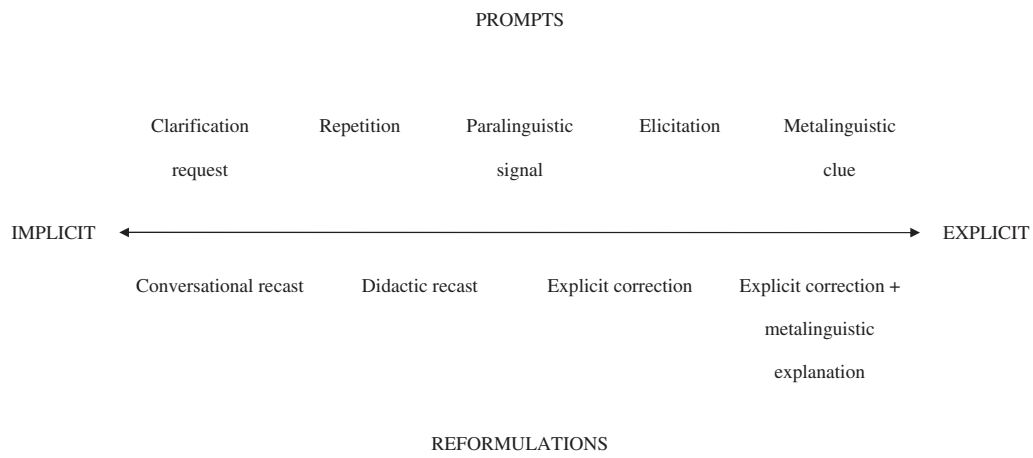 PROMPTS
Clarification request
Repetition
Paralinguistic signal
Elicitation
Metalinguistic clue
IMPLICIT
EXPLICIT
Conversational recast
Didactic recast
Explicit correction
Explicit correction +
metalinguistic
explanation
REFORMULATIONS